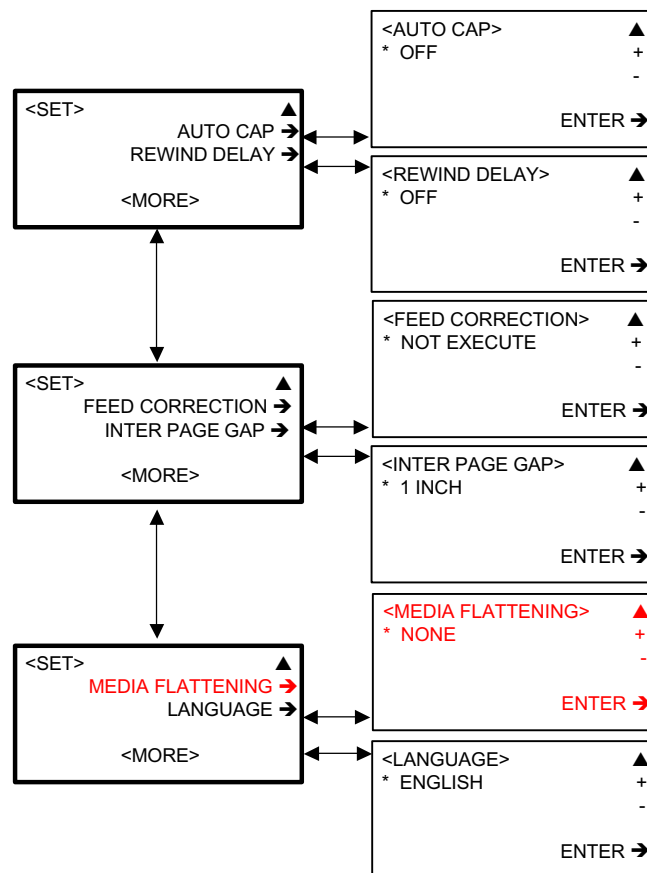 <SET> ▲
AUTO CAP ➔
REWIND DELAY ➔
<MORE>
<AUTO CAP> ▲
* OFF +
-
ENTER ➔
<REWIND DELAY> ▲
* OFF +
-
ENTER ➔
<SET> ▲
FEED CORRECTION ➔
INTER PAGE GAP ➔
<MORE>
<FEED CORRECTION> ▲
* NOT EXECUTE +
-
ENTER ➔
<INTER PAGE GAP> ▲
* 1 INCH +
-
ENTER ➔
<SET> ▲
MEDIA FLATTENING ➔
LANGUAGE ➔
<MORE>
<MEDIA FLATTENING> ▲
* NONE +
-
ENTER ➔
<LANGUAGE> ▲
* ENGLISH +
-
ENTER ➔